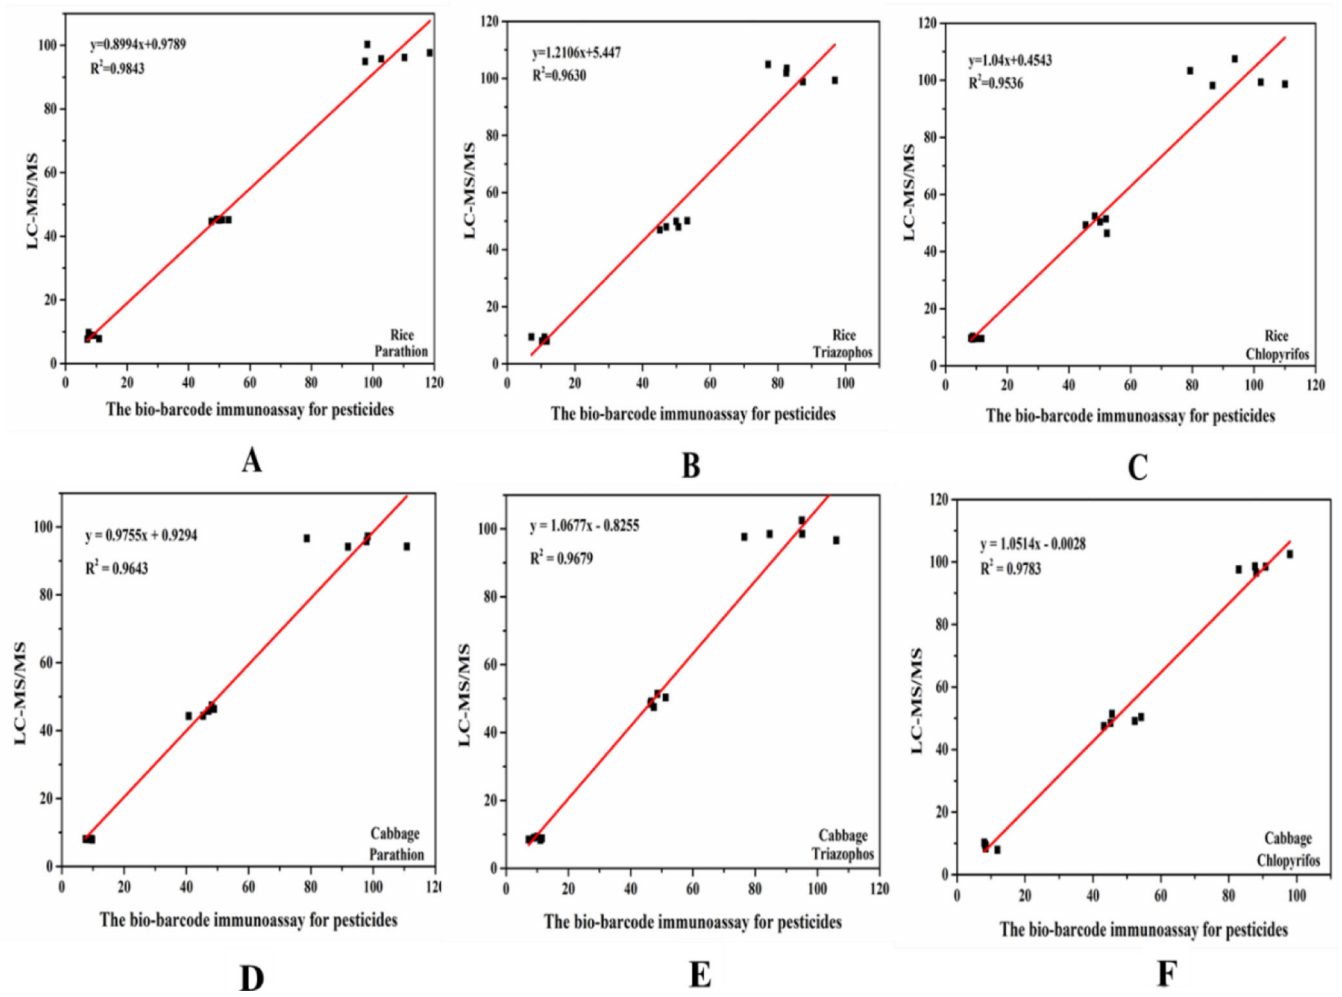 y=0.8994x+0.9789
R²=0.9843
LC-MS/MS
100
80
60
40
20
0
0 20 40 60 80 100 120
Rice
Parathion
The bio-barcode immunoassay for pesticides
A
y=1.2106x+5.447
R²=0.9630
LC-MS/MS
120
100
80
60
40
20
0
0 20 40 60 80 100
Rice
Triazophos
The bio-barcode immunoassay for pesticides
B
y=1.04x+0.4543
R²=0.9536
LC-MS/MS
120
100
80
60
40
20
0
0 20 40 60 80 100 120
Rice
Chlopyrifos
The bio-barcode immunoassay for pesticides
C
y = 0.9755x + 0.9294
R² = 0.9643
LC-MS/MS
100
80
60
40
20
0
0 20 40 60 80 100 12
Cabbage
Parathion
The bio-barcode immunoassay for pesticides
D
y = 1.0677x - 0.8255
R² = 0.9679
LC-MS/MS
100
80
60
40
20
0
0 20 40 60 80 100 120
Cabbage
Triazophos
The bio-barcode immunoassay for pesticides
E
y = 1.0514x - 0.0028
R² = 0.9783
LC-MS/MS
120
100
80
60
40
20
0
0 20 40 60 80 100
Cabbage
Chlopyrifos
The bio-barcode immunoassay for pesticides
F